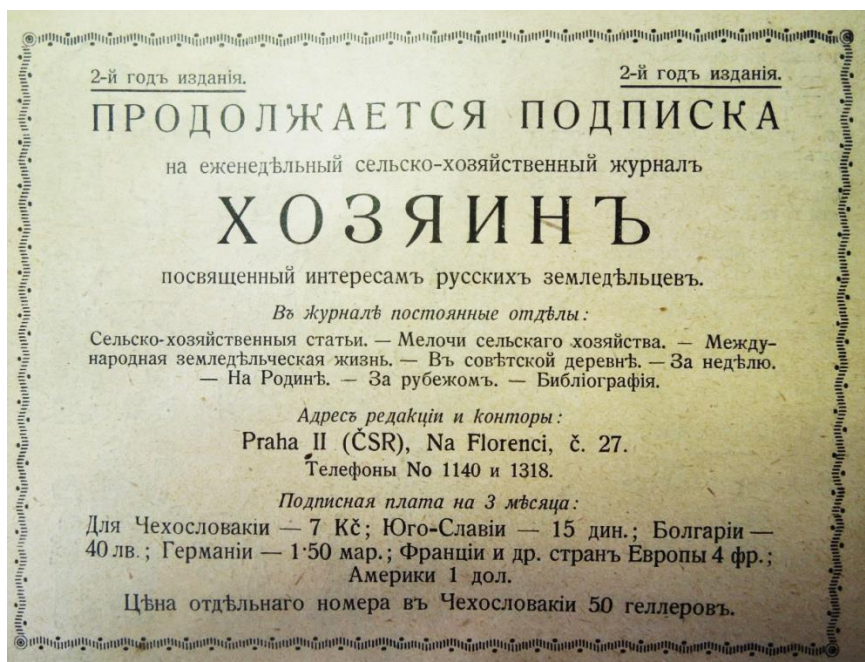 2-й годъ изданія. 2-й годъ изданія.
ПРОДОЛЖАЕТСЯ ПОДПИСКА
на еженедѣльный сельско-хозяйственный журналъ
ХОЗЯИНЪ
посвященный интересамъ русскихъ земледѣльцевъ.
Въ журналѣ постоянные отдѣлы:
Сельско-хозяйственныя статьи. — Мелочи сельскаго хозяйства. — Между-
народная земледѣльческая жизнь. — Въ совѣтской деревнѣ. — За недѣлю.
— На Родинѣ. — За рубежомъ. — Библіографія.
Адресъ редакціи и конторы:
Praha II (ČSR), Na Florenci, č. 27.
Телефоны No 1140 и 1318.
Подписная плата на 3 мѣсяца:
Для Чехословакіи — 7 Kč; Юго-Славіи — 15 дин.; Болгаріи —
40 лв.; Германіи — 1·50 мар.; Франціи и др. странъ Европы 4 фр.;
Америки 1 дол.
Цѣна отдѣльнаго номера въ Чехословакіи 50 геллеровъ.